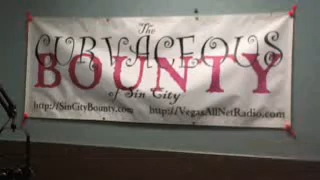 The
CURVACEOUS
BOUNTY
of Sin City
http://SinCityBounty.com http://VegasAllNetRadio.com